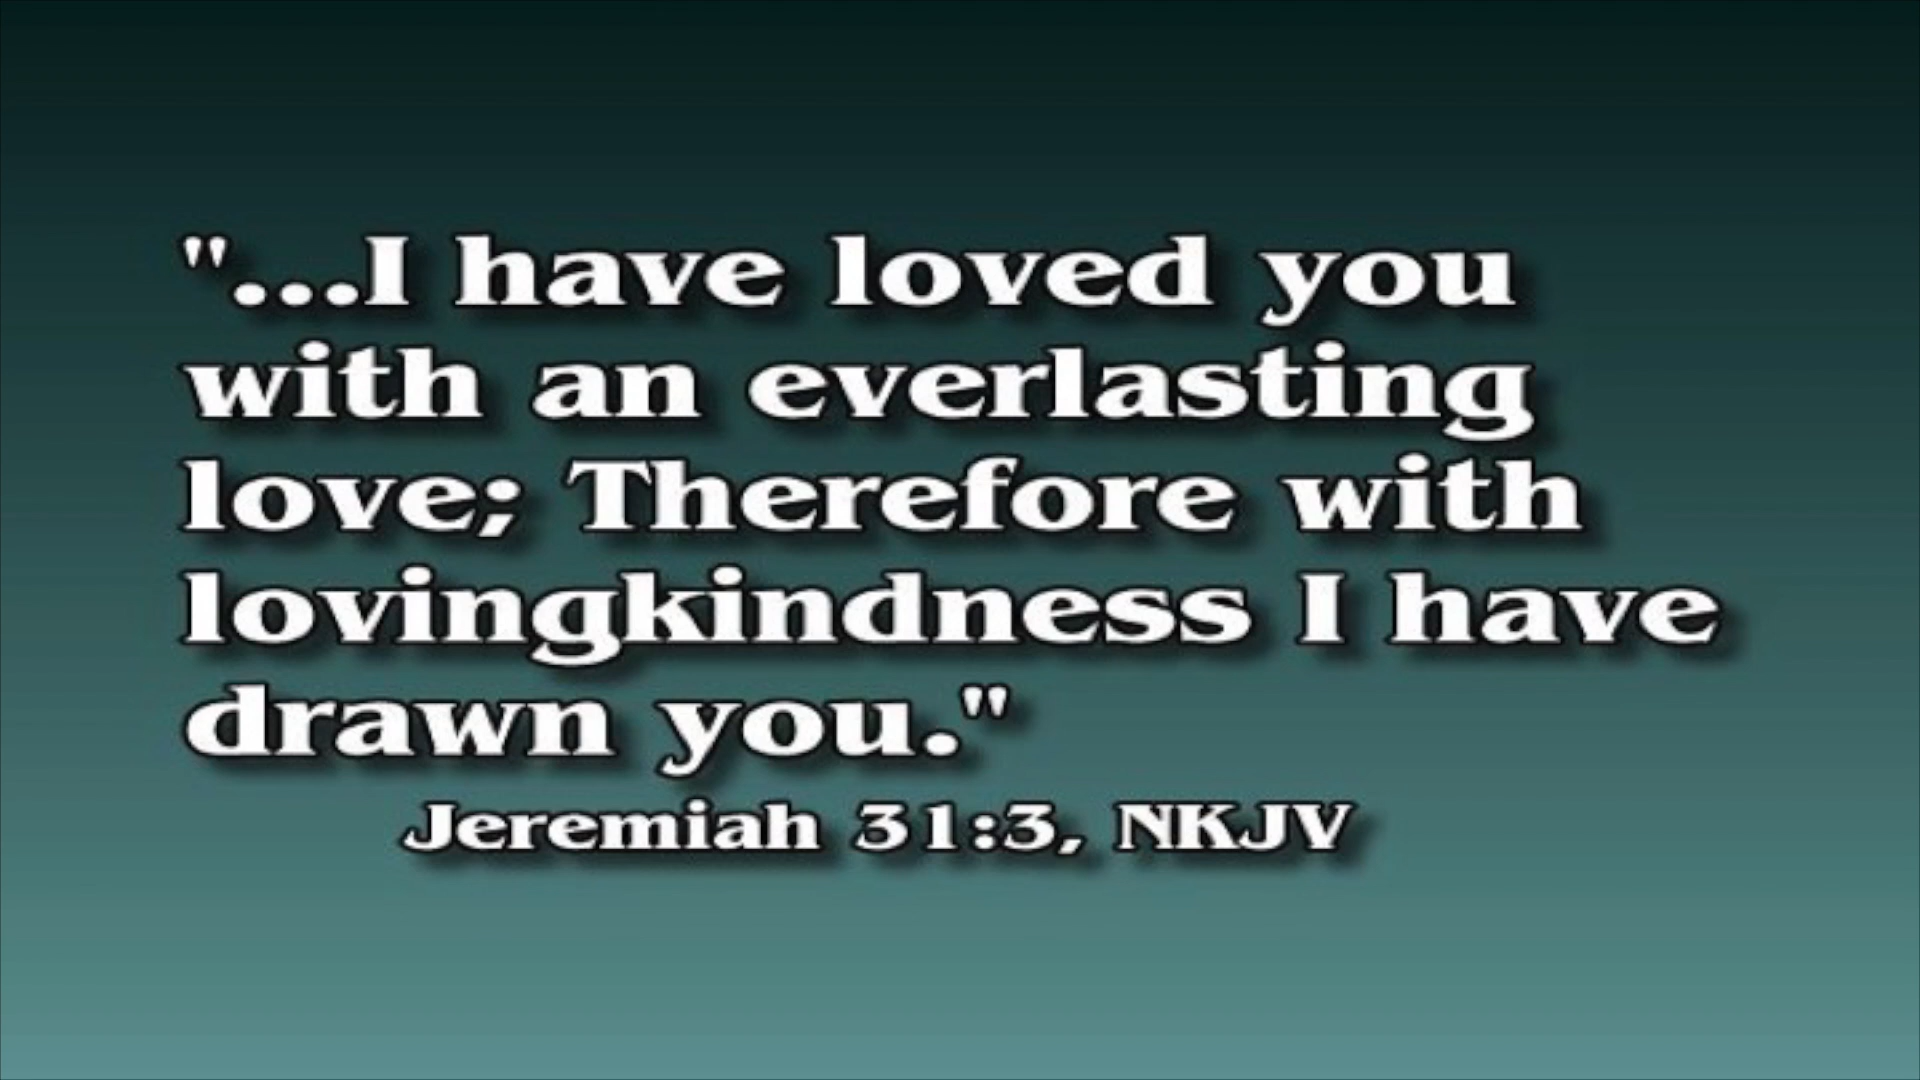 "...I have loved you
with an everlasting
love; Therefore with
lovingkindness I have
drawn you."
Jeremiah 31:3, NKJV